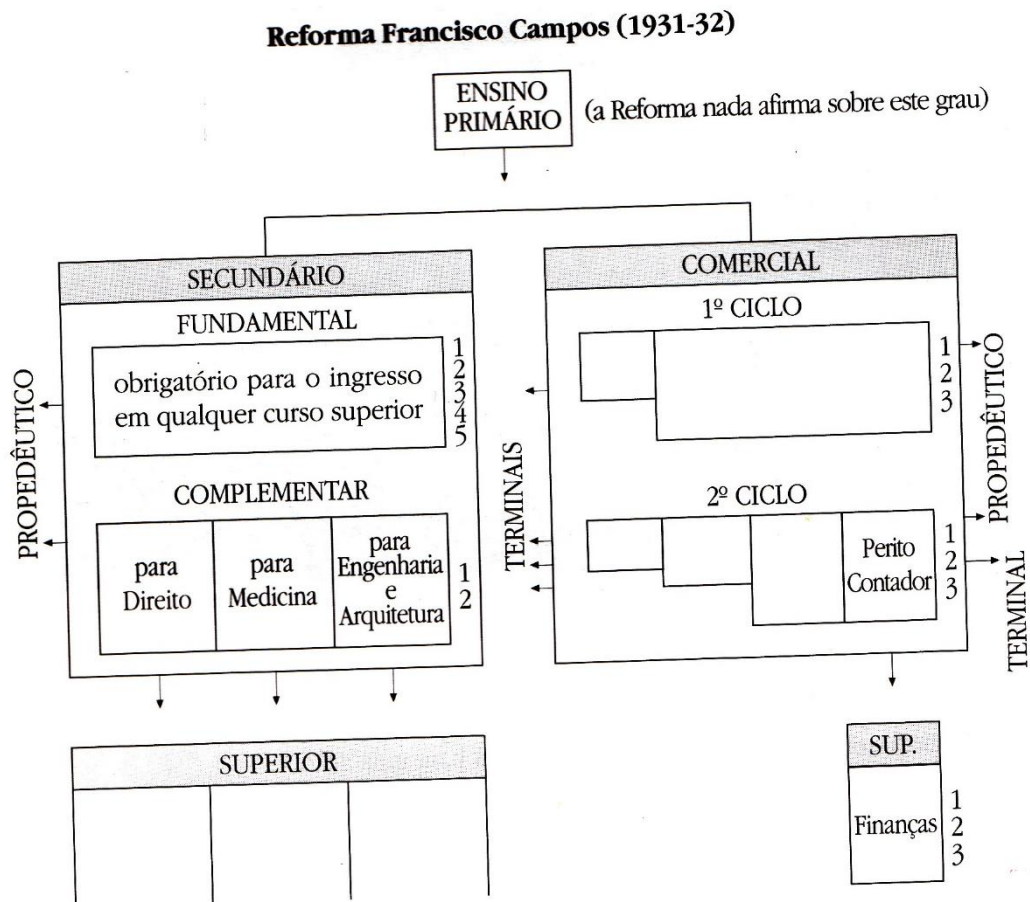 Reforma Francisco Campos (1931-32)
ENSINO
PRIMÁRIO
(a Reforma nada afirma sobre este grau)
SECUNDÁRIO
FUNDAMENTAL
obrigatório para o ingresso
em qualquer curso superior
1
2
3
4
5
PROPEDÊUTICO
COMPLEMENTAR
para
Direito
para
Medicina
para
Engenharia
e
Arquitetura
1
2
SUPERIOR
COMERCIAL
1º CICLO
1
2
3
PROPEDÊUTICO
TERMINAIS
2º CICLO
Perito
Contador
1
2
3
TERMINAL
SUP.
Finanças
1
2
3